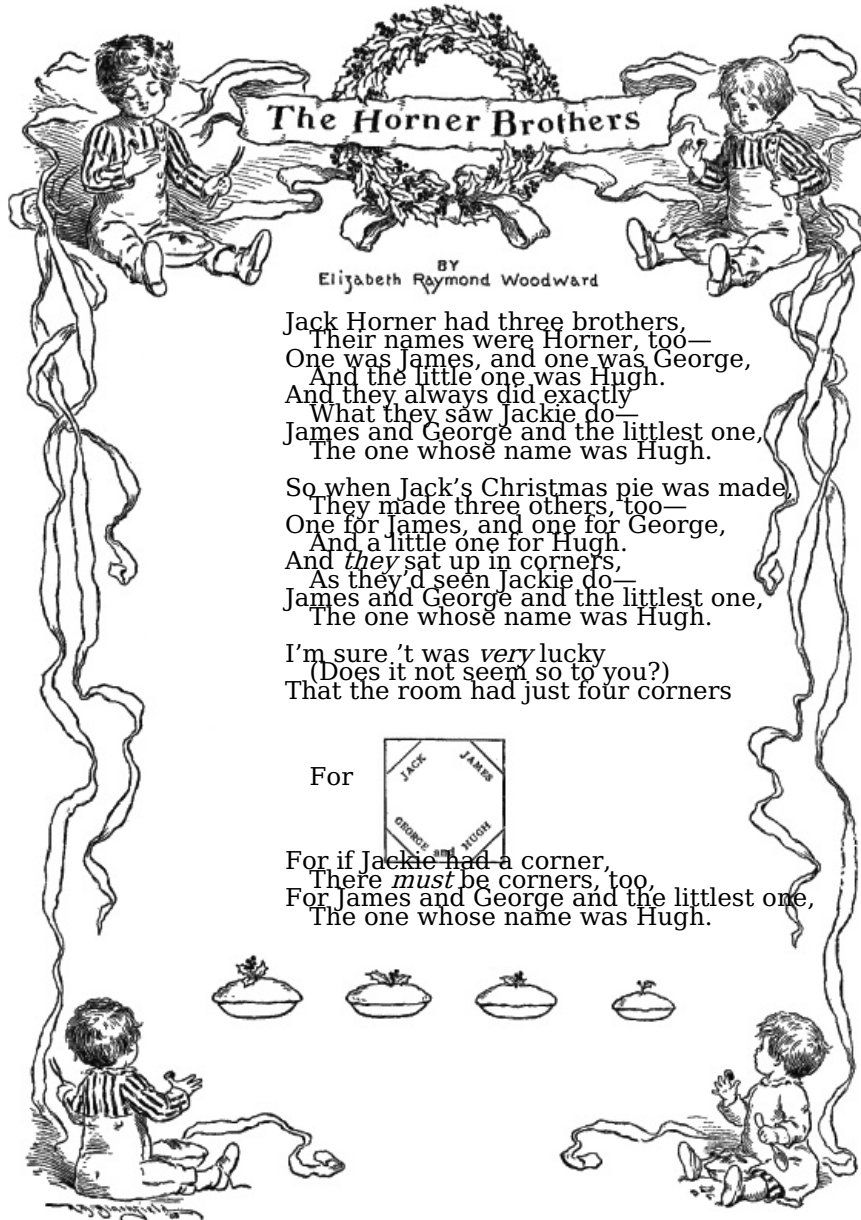 The Horner Brothers
BY
Elizabeth Raymond Woodward
Jack Horner had three brothers,
Their names were Horner, too—
One was James, and one was George,
And the little one was Hugh.
And they always did exactly
What they saw Jackie do—
James and George and the littlest one,
The one whose name was Hugh.
So when Jack’s Christmas pie was made,
They made three others, too—
One for James, and one for George,
And a little one for Hugh.
And they sat up in corners,
As they’d seen Jackie do—
James and George and the littlest one,
The one whose name was Hugh.
I’m sure ’t was very lucky
(Does it not seem so to you?)
That the room had just four corners
For
JACK JAMES
GEORGE and HUGH
For if Jackie had a corner,
There must be corners, too,
For James and George and the littlest one,
The one whose name was Hugh.